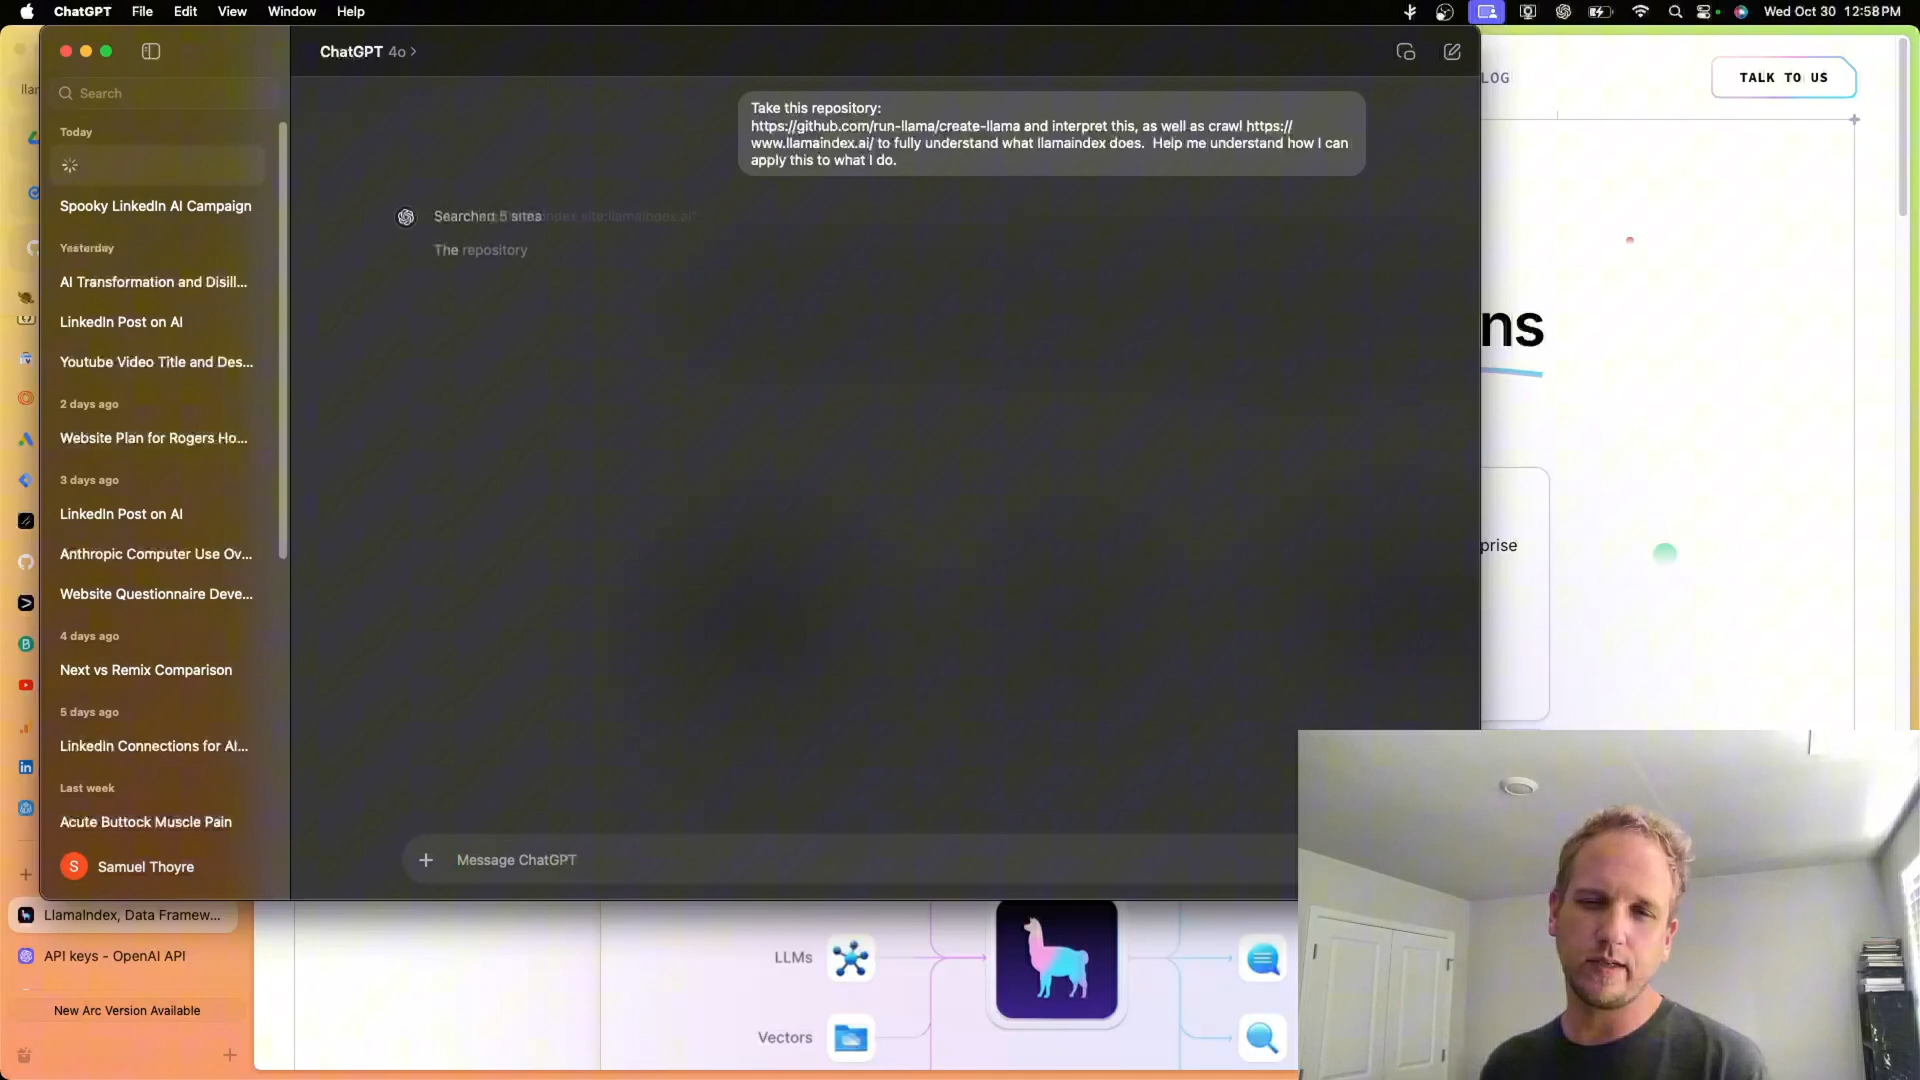 ChatGPT File Edit View Window Help
Wed Oct 30 12:58 PM
ChatGPT 4o >
LOG
TALK TO US
Search
Today
Spooky LinkedIn AI Campaign
Yesterday
AI Transformation and Disill...
LinkedIn Post on AI
Youtube Video Title and Des...
2 days ago
Website Plan for Rogers Ho...
3 days ago
LinkedIn Post on AI
Anthropic Computer Use Ov...
Website Questionnaire Deve...
4 days ago
Next vs Remix Comparison
5 days ago
LinkedIn Connections for AI...
Last week
Acute Buttock Muscle Pain
S Samuel Thoyre
Take this repository:
https://github.com/run-llama/create-llama and interpret this, as well as crawl https://
www.llamaindex.ai/ to fully understand what llamaindex does. Help me understand how I can
apply this to what I do.
Searched 5 sites
The repository
Message ChatGPT
ns
prise
LlamaIndex, Data Framew...
API keys - OpenAI API
New Arc Version Available
LLMs
Vectors